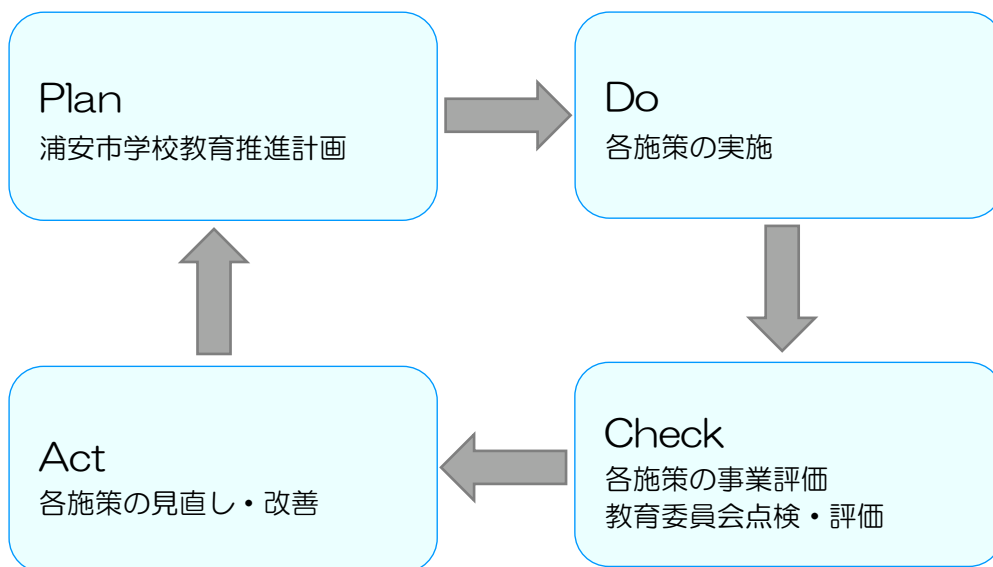 Plan
浦安市学校教育推進計画
Do
各施策の実施
Check
各施策の事業評価
教育委員会点検・評価
Act
各施策の見直し・改善